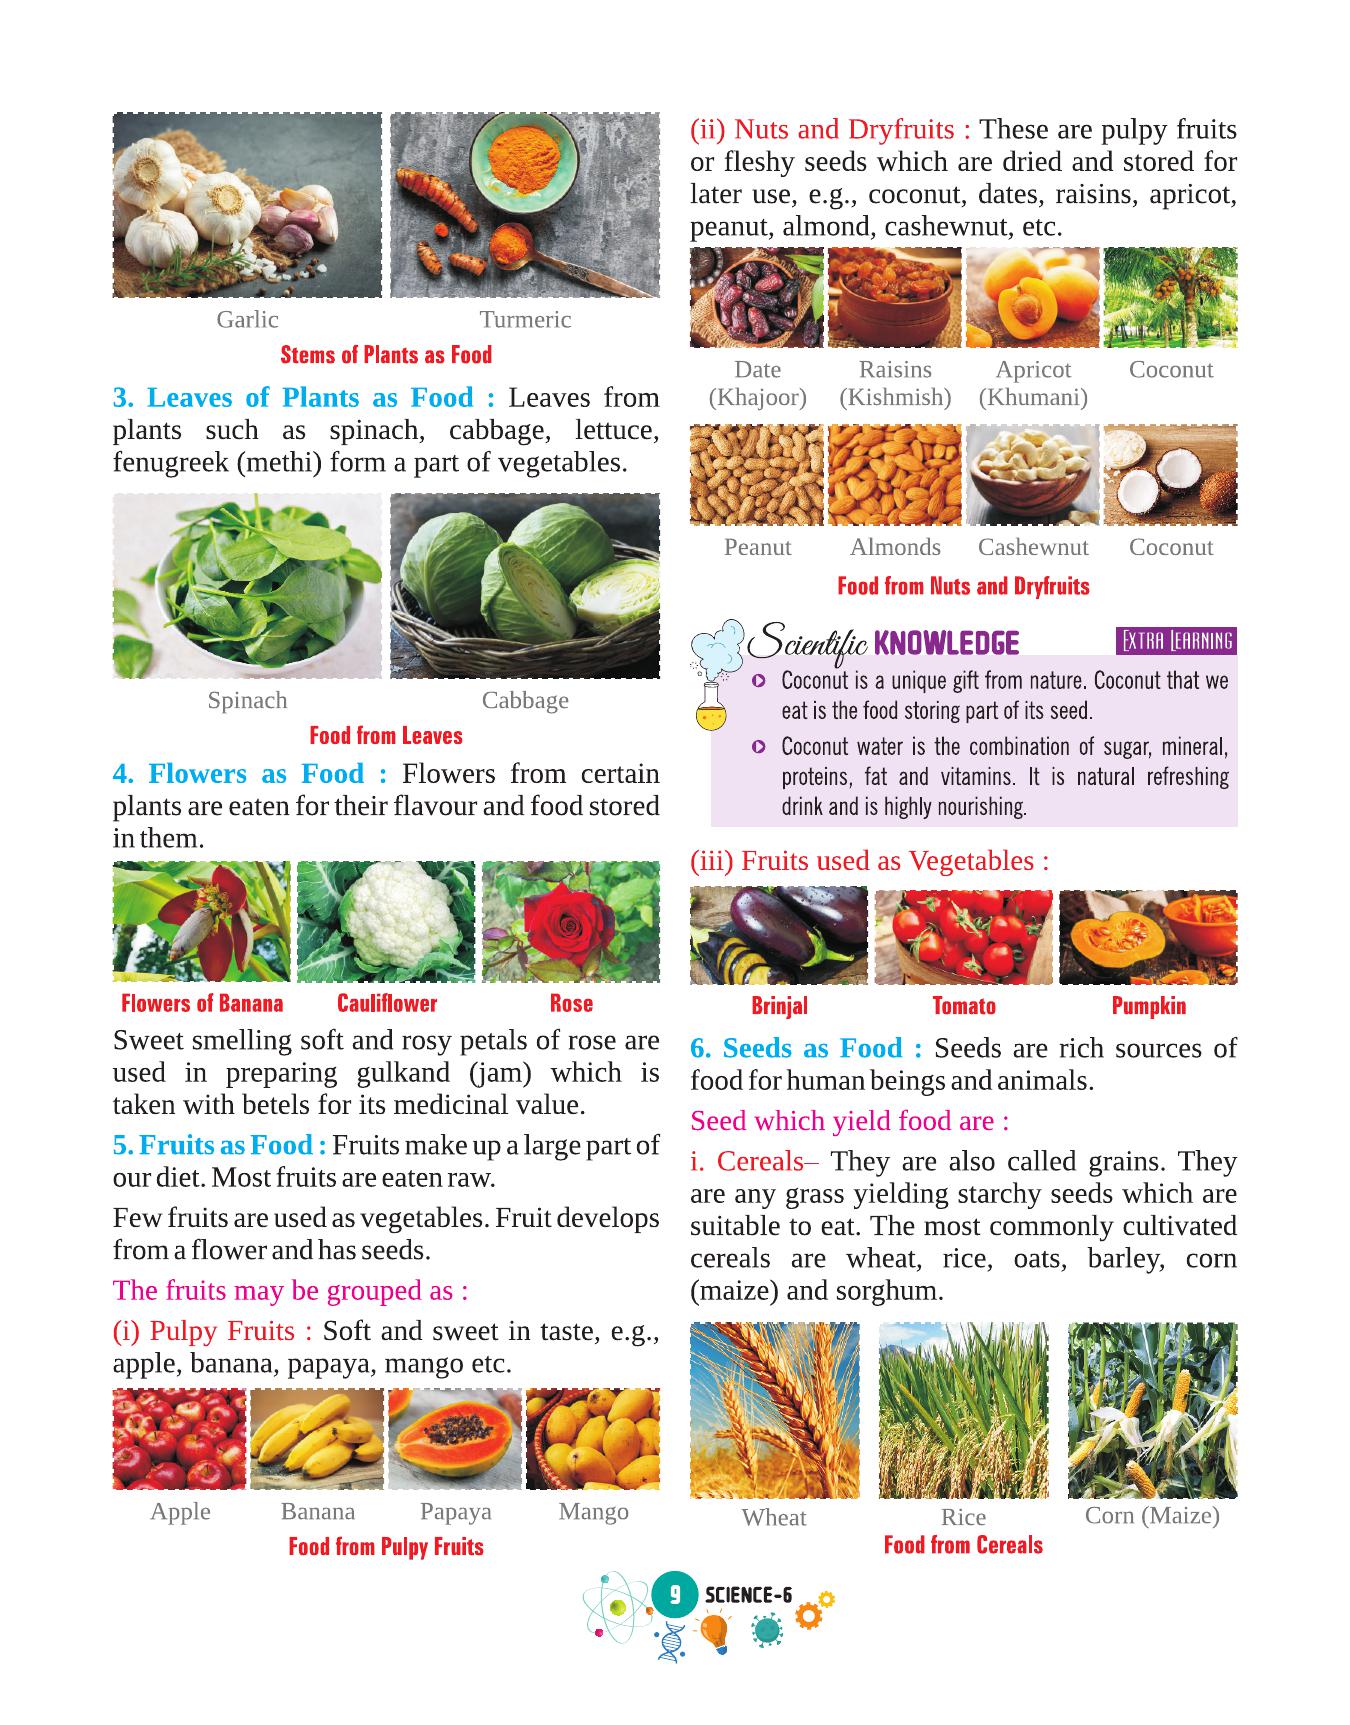 Garlic
Turmeric
Stems of Plants as Food
3. Leaves of Plants as Food : Leaves from
plants such as spinach, cabbage, lettuce,
fenugreek (methi) form a part of vegetables.
Spinach
Cabbage
Food from Leaves
4. Flowers as Food : Flowers from certain
plants are eaten for their flavour and food stored
in them.
Flowers of Banana
Cauliflower
Rose
Sweet smelling soft and rosy petals of rose are
used in preparing gulkand (jam) which is
taken with betels for its medicinal value.
5. Fruits as Food : Fruits make up a large part of
our diet. Most fruits are eaten raw.
Few fruits are used as vegetables. Fruit develops
from a flower and has seeds.
The fruits may be grouped as :
(i) Pulpy Fruits : Soft and sweet in taste, e.g.,
apple, banana, papaya, mango etc.
Apple
Banana
Papaya
Mango
Food from Pulpy Fruits
(ii) Nuts and Dryfruits : These are pulpy fruits
or fleshy seeds which are dried and stored for
later use, e.g., coconut, dates, raisins, apricot,
peanut, almond, cashewnut, etc.
Date
(Khajoor)
Raisins
(Kishmish)
Apricot
(Khumani)
Coconut
Peanut
Almonds
Cashewnut
Coconut
Food from Nuts and Dryfruits
Scientific KNOWLEDGE
EXTRA LEARNING
Coconut is a unique gift from nature. Coconut that we
eat is the food storing part of its seed.
Coconut water is the combination of sugar, mineral,
proteins, fat and vitamins. It is natural refreshing
drink and is highly nourishing.
(iii) Fruits used as Vegetables :
Brinjal
Tomato
Pumpkin
6. Seeds as Food : Seeds are rich sources of
food for human beings and animals.
Seed which yield food are :
i. Cereals– They are also called grains. They
are any grass yielding starchy seeds which are
suitable to eat. The most commonly cultivated
cereals are wheat, rice, oats, barley, corn
(maize) and sorghum.
Wheat
Rice
Corn (Maize)
Food from Cereals
9
SCIENCE-6